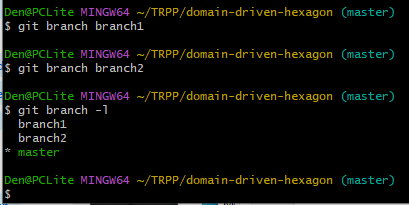 Den@PCLite MINGW64 ~/TRPP/domain-driven-hexagon (master)
$ git branch branch1
Den@PCLite MINGW64 ~/TRPP/domain-driven-hexagon (master)
$ git branch branch2
Den@PCLite MINGW64 ~/TRPP/domain-driven-hexagon (master)
$ git branch -l
branch1
branch2
* master
Den@PCLite MINGW64 ~/TRPP/domain-driven-hexagon (master)
$